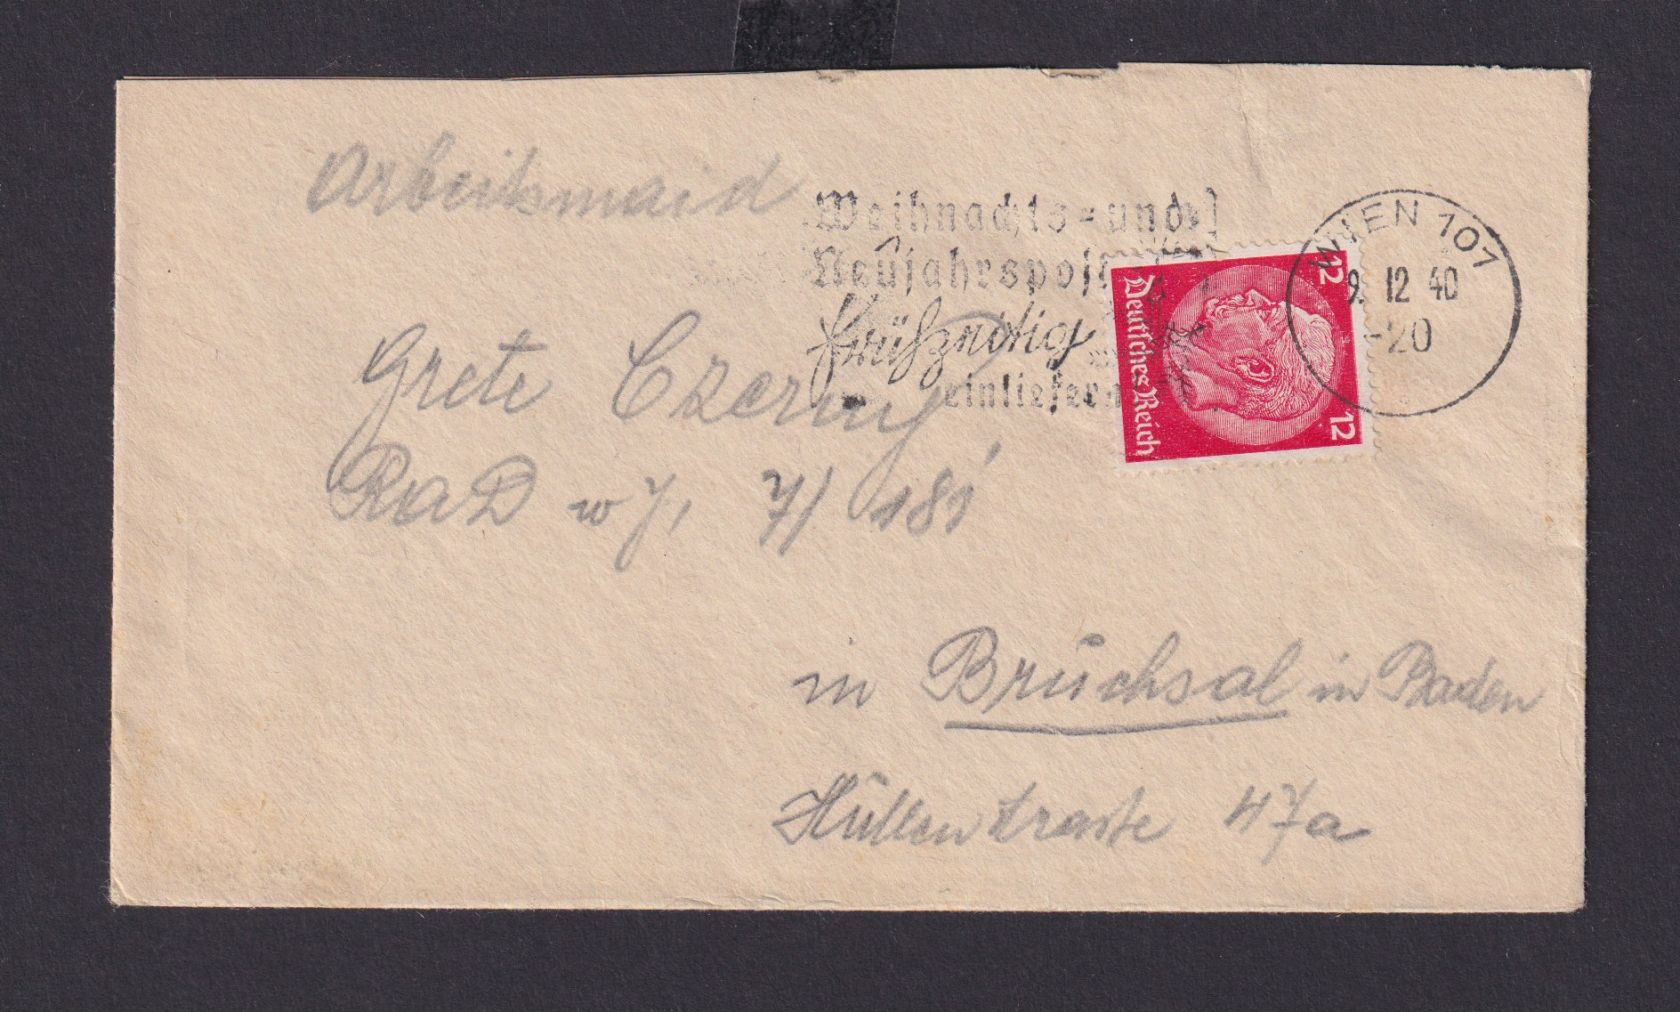 Arbeitsmaid
Weihnachts- und
Neujahrspost
frühzeitig
einliefern
WIEN 107
9. 12 40
-20
12
12
Deutsches Reich
Grete Czerny
RaD w J, 7/181
in Bruchsal in Baden
Huttenstraße 47a